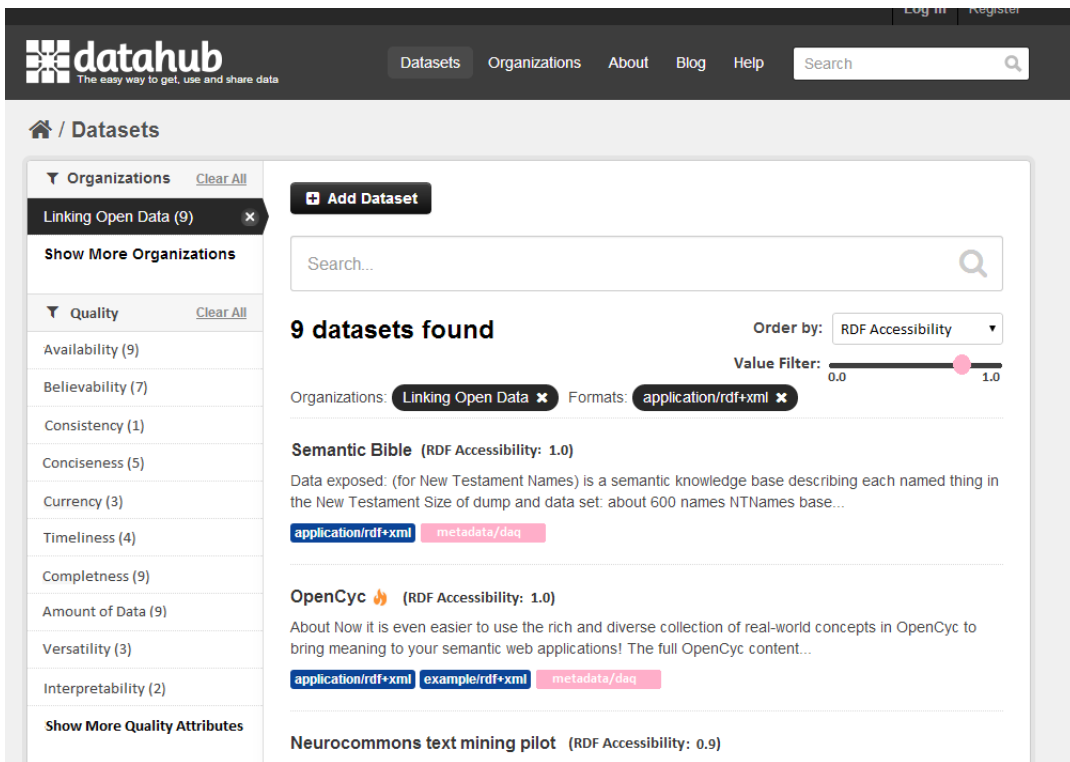 Log In Register
datahub
The easy way to get, use and share data
Datasets Organizations About Blog Help Search
/ Datasets
Organizations Clear All
Linking Open Data (9)
Show More Organizations
Quality Clear All
Availability (9)
Believability (7)
Consistency (1)
Conciseness (5)
Currency (3)
Timeliness (4)
Completness (9)
Amount of Data (9)
Versatility (3)
Interpretability (2)
Show More Quality Attributes
Add Dataset
Search...
9 datasets found
Order by: RDF Accessibility
Value Filter:
0.0 1.0
Organizations: Linking Open Data Formats: application/rdf+xml
Semantic Bible (RDF Accessibility: 1.0)
Data exposed: (for New Testament Names) is a semantic knowledge base describing each named thing in
the New Testament Size of dump and data set: about 600 names NTNames base...
application/rdf+xml metadata/daq
OpenCyc (RDF Accessibility: 1.0)
About Now it is even easier to use the rich and diverse collection of real-world concepts in OpenCyc to
bring meaning to your semantic web applications! The full OpenCyc content...
application/rdf+xml example/rdf+xml metadata/daq
Neurocommons text mining pilot (RDF Accessibility: 0.9)